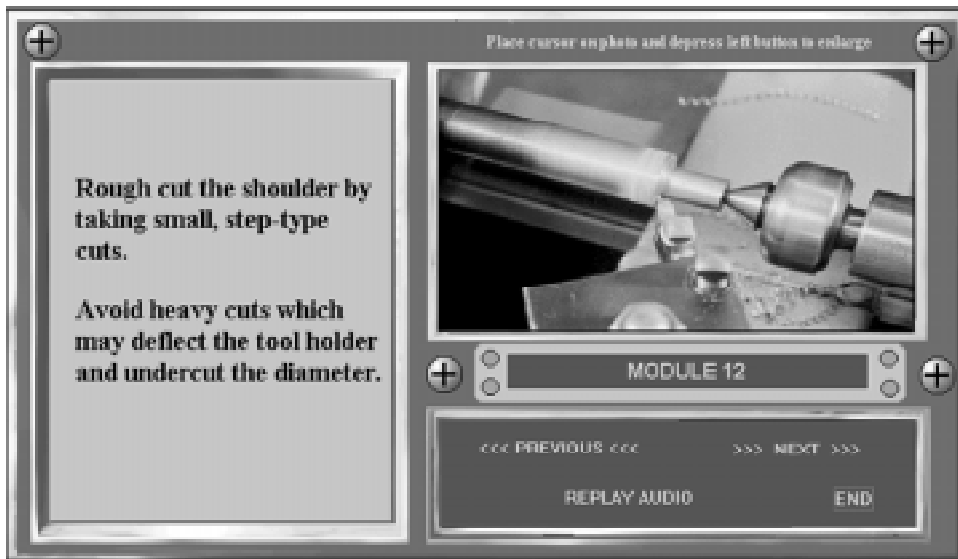 Place cursor on photo and depress left button to enlarge
Rough cut the shoulder by
taking small, step-type
cuts.
Avoid heavy cuts which
may deflect the tool holder
and undercut the diameter.
MODULE 12
<<< PREVIOUS <<<
>>> NEXT >>>
REPLAY AUDIO
END